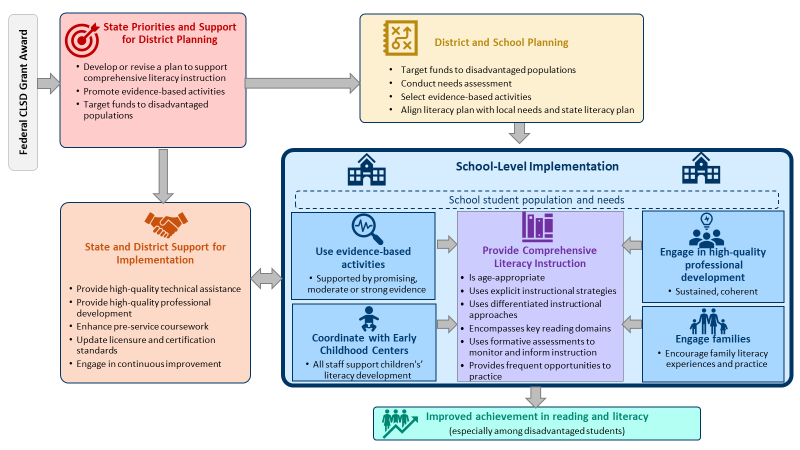 Federal CLSD Grant Award
State Priorities and Support
for District Planning
• Develop or revise a plan to support
comprehensive literacy instruction
• Promote evidence-based activities
• Target funds to disadvantaged
populations
District and School Planning
• Target funds to disadvantaged populations
• Conduct needs assessment
• Select evidence-based activities
• Align literacy plan with local needs and state literacy plan
State and District Support for
Implementation
• Provide high-quality technical assistance
• Provide high-quality professional
development
• Enhance pre-service coursework
• Update licensure and certification
standards
• Engage in continuous improvement
School-Level Implementation
School student population and needs
Use evidence-based
activities
• Supported by promising,
moderate or strong evidence
Coordinate with Early
Childhood Centers
• All staff support children's'
literacy development
Provide Comprehensive
Literacy Instruction
• Is age-appropriate
• Uses explicit instructional strategies
• Uses differentiated instructional
approaches
• Encompasses key reading domains
• Uses formative assessments to
monitor and inform instruction
• Provides frequent opportunities to
practice
Engage in high-quality
professional
development
• Sustained, coherent
Engage families
• Encourage family literacy
experiences and practice
Improved achievement in reading and literacy
(especially among disadvantaged students)